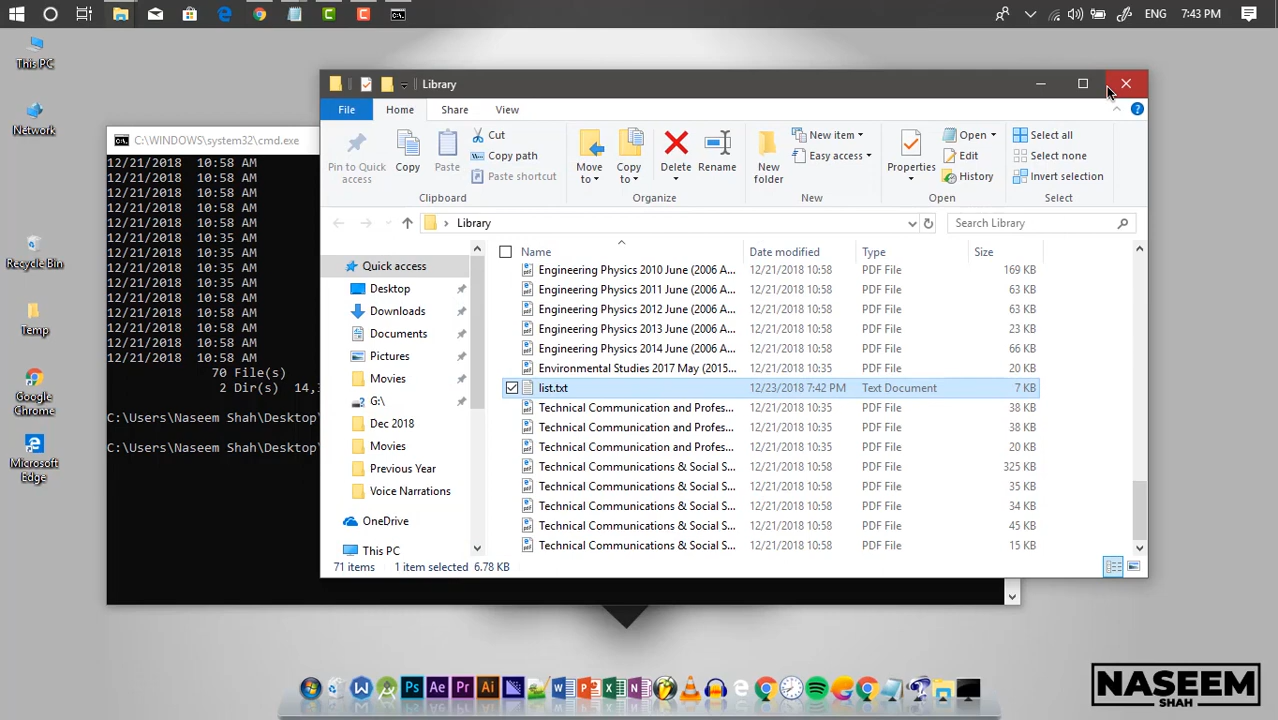 ENG 7:43 PM
This PC
Network
Recycle Bin
Temp
Google
Chrome
Microsoft
Edge
C:\WINDOWS\system32\cmd.exe
12/21/2018 10:58 AM
12/21/2018 10:58 AM
12/21/2018 10:58 AM
12/21/2018 10:58 AM
12/21/2018 10:58 AM
12/21/2018 10:35 AM
12/21/2018 10:35 AM
12/21/2018 10:35 AM
12/21/2018 10:35 AM
12/21/2018 10:58 AM
12/21/2018 10:58 AM
12/21/2018 10:58 AM
12/21/2018 10:58 AM
12/21/2018 10:58 AM
70 File(s)
2 Dir(s) 14,
C:\Users\Naseem Shah\Desktop\
C:\Users\Naseem Shah\Desktop\
Library
File Home Share View
Pin to Quick
access
Copy
Paste
Cut
Copy path
Paste shortcut
Clipboard
Move
to
Copy
to
Delete
Rename
Organize
New
folder
New item
Easy access
New
Properties
Open
Edit
History
Open
Select all
Select none
Invert selection
Select
Library
Search Library
Quick access
Desktop
Downloads
Documents
Pictures
Movies
G:\
Dec 2018
Movies
Previous Year
Voice Narrations
OneDrive
This PC
Name Date modified Type Size
Engineering Physics 2010 June (2006 A... 12/21/2018 10:58 PDF File 169 KB
Engineering Physics 2011 June (2006 A... 12/21/2018 10:58 PDF File 63 KB
Engineering Physics 2012 June (2006 A... 12/21/2018 10:58 PDF File 63 KB
Engineering Physics 2013 June (2006 A... 12/21/2018 10:58 PDF File 23 KB
Engineering Physics 2014 June (2006 A... 12/21/2018 10:58 PDF File 66 KB
Environmental Studies 2017 May (2015... 12/21/2018 10:58 PDF File 20 KB
list.txt 12/23/2018 7:42 PM Text Document 7 KB
Technical Communication and Profes... 12/21/2018 10:35 PDF File 38 KB
Technical Communication and Profes... 12/21/2018 10:35 PDF File 38 KB
Technical Communication and Profes... 12/21/2018 10:35 PDF File 20 KB
Technical Communications & Social S... 12/21/2018 10:58 PDF File 325 KB
Technical Communications & Social S... 12/21/2018 10:58 PDF File 35 KB
Technical Communications & Social S... 12/21/2018 10:58 PDF File 34 KB
Technical Communications & Social S... 12/21/2018 10:58 PDF File 45 KB
Technical Communications & Social S... 12/21/2018 10:58 PDF File 15 KB
71 items 1 item selected 6.78 KB
Ps Ae Pr Ai
NASEEM
SHAH